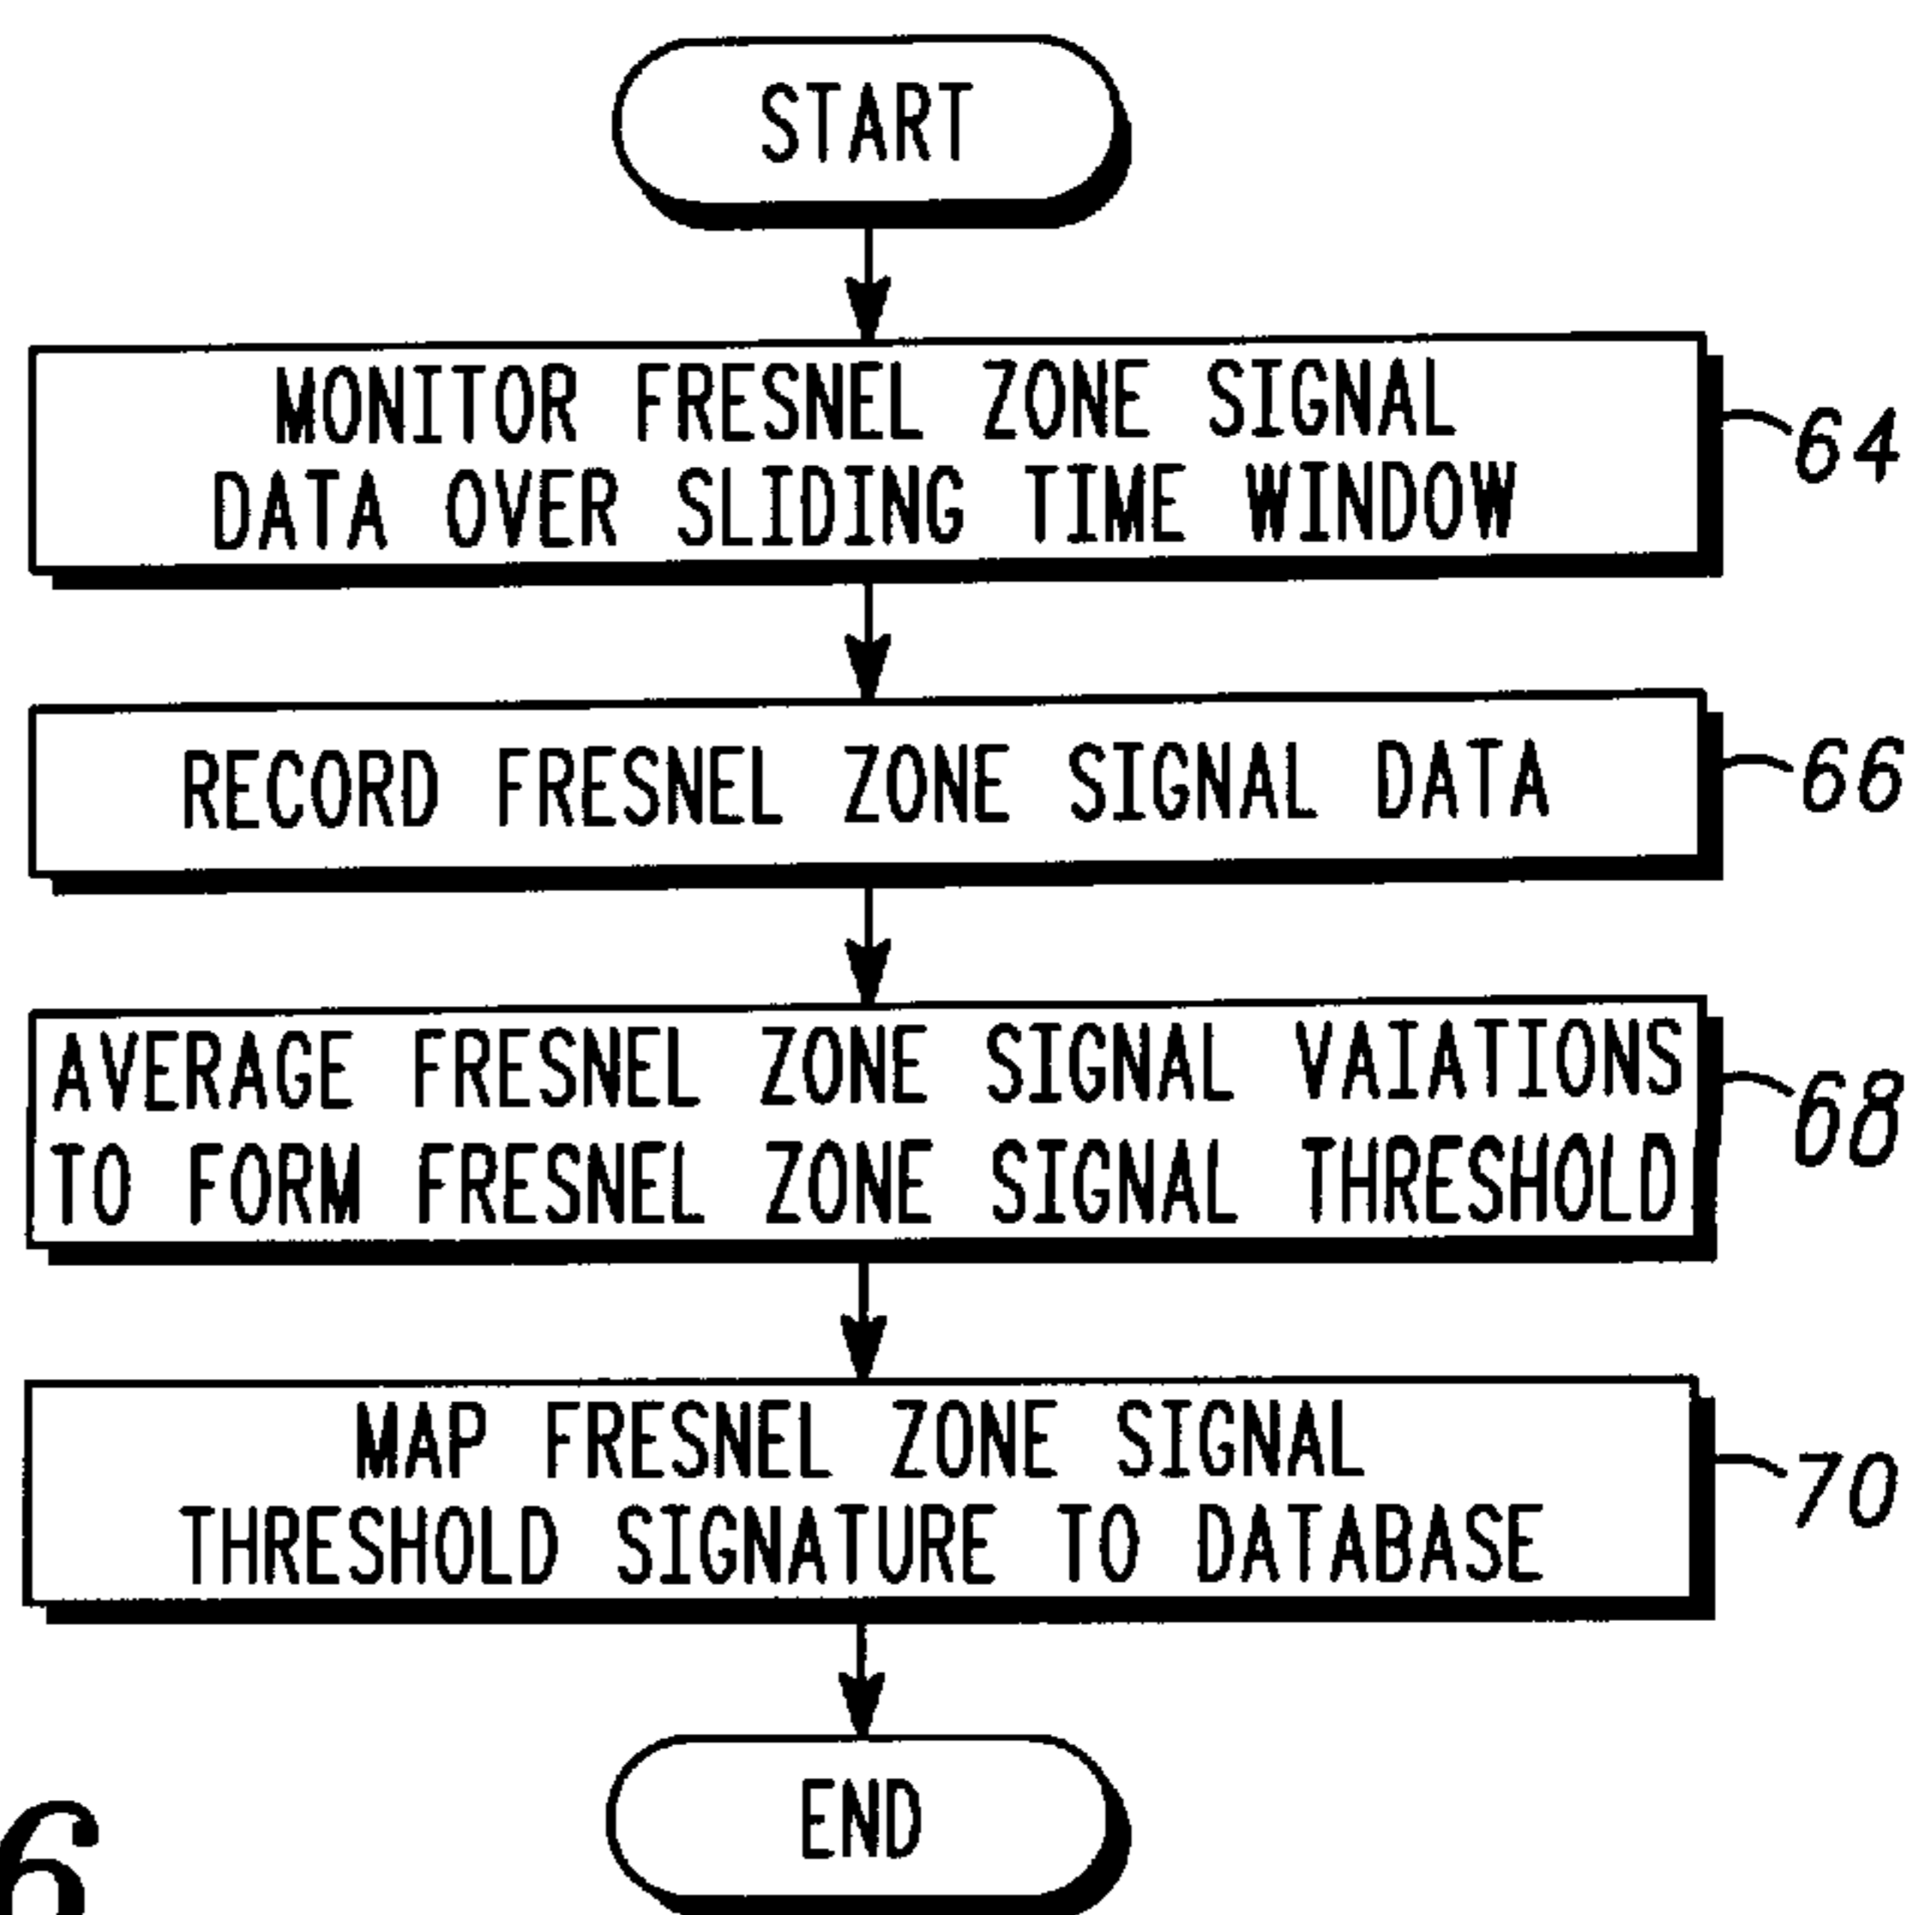 START
MONITOR FRESNEL ZONE SIGNAL
DATA OVER SLIDING TIME WINDOW
64
RECORD FRESNEL ZONE SIGNAL DATA
66
AVERAGE FRESNEL ZONE SIGNAL VAIATIONS
TO FORM FRESNEL ZONE SIGNAL THRESHOLD
68
MAP FRESNEL ZONE SIGNAL
THRESHOLD SIGNATURE TO DATABASE
70
END
6